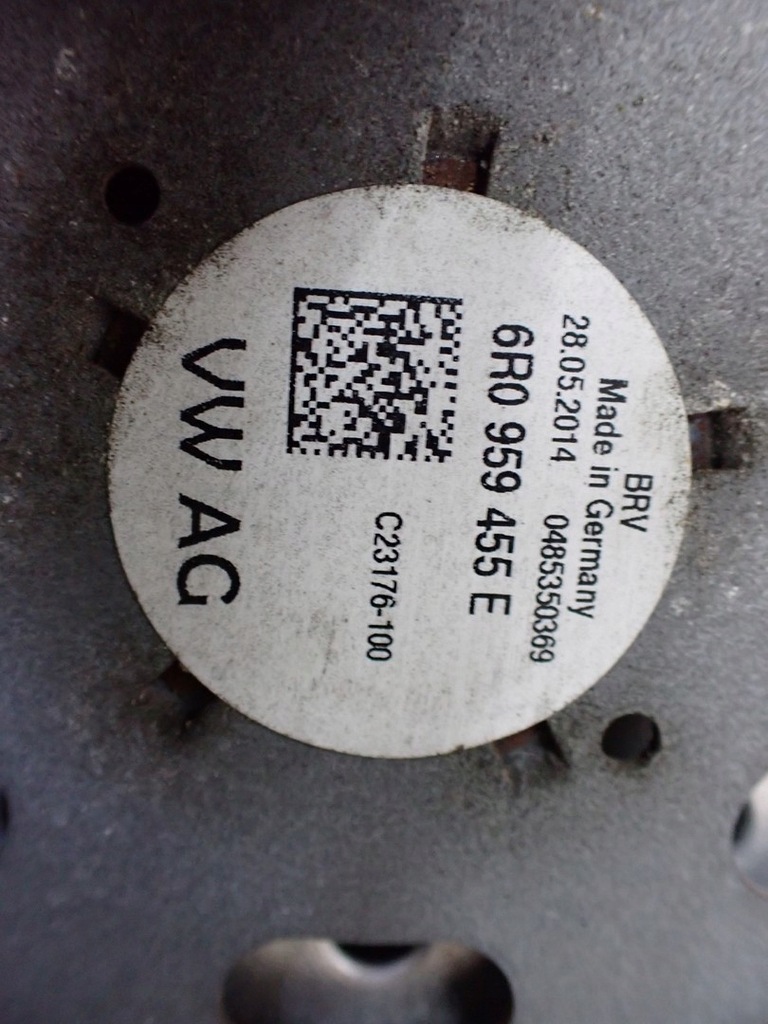 BRV
Made in Germany
28.05.2014 0485350369
6R0 959 455 E
C23176-100
VW AG